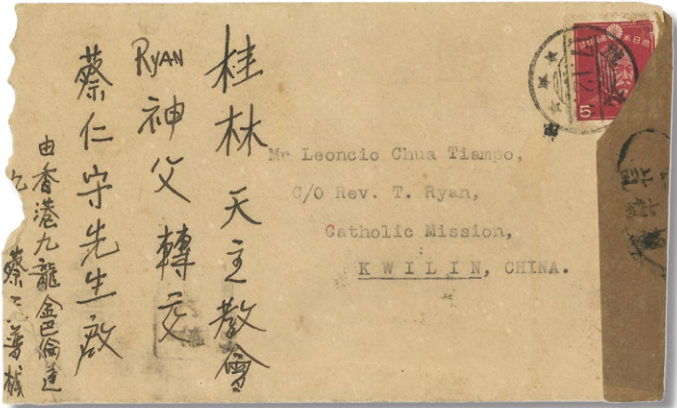 桂林天主教會
RYAN 神父轉交
蔡仁守先生啟
由香港九龍金巴倫道
蔡
Mr Leoncio Chua Tiampo,
C/O Rev. T. Ryan,
Catholic Mission,
K W I L I N, CHINA.
5